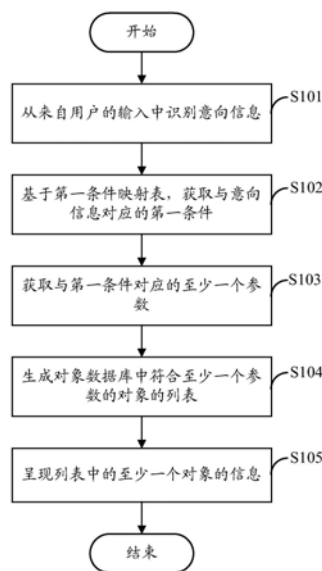 开始
S101
从来自用户的输入中识别意向信息
S102
基于第一条件映射表，获取与意向
信息对应的第一条件
S103
获取与第一条件对应的至少一个参
数
S104
生成对象数据库中符合至少一个参
数的对象的列表
S105
呈现列表中的至少一个对象的信息
结束